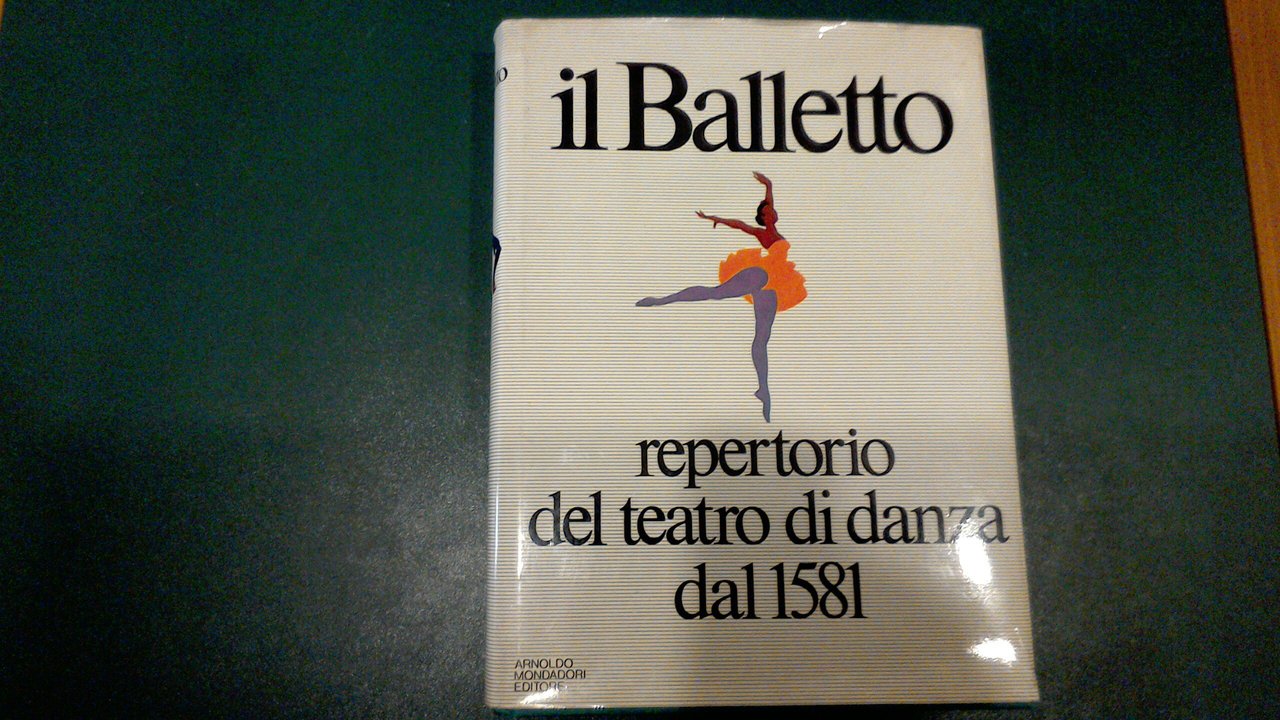 il Balletto
repertorio
del teatro di danza
dal 1581
ARNOLDO
MONDADORI
EDITORE